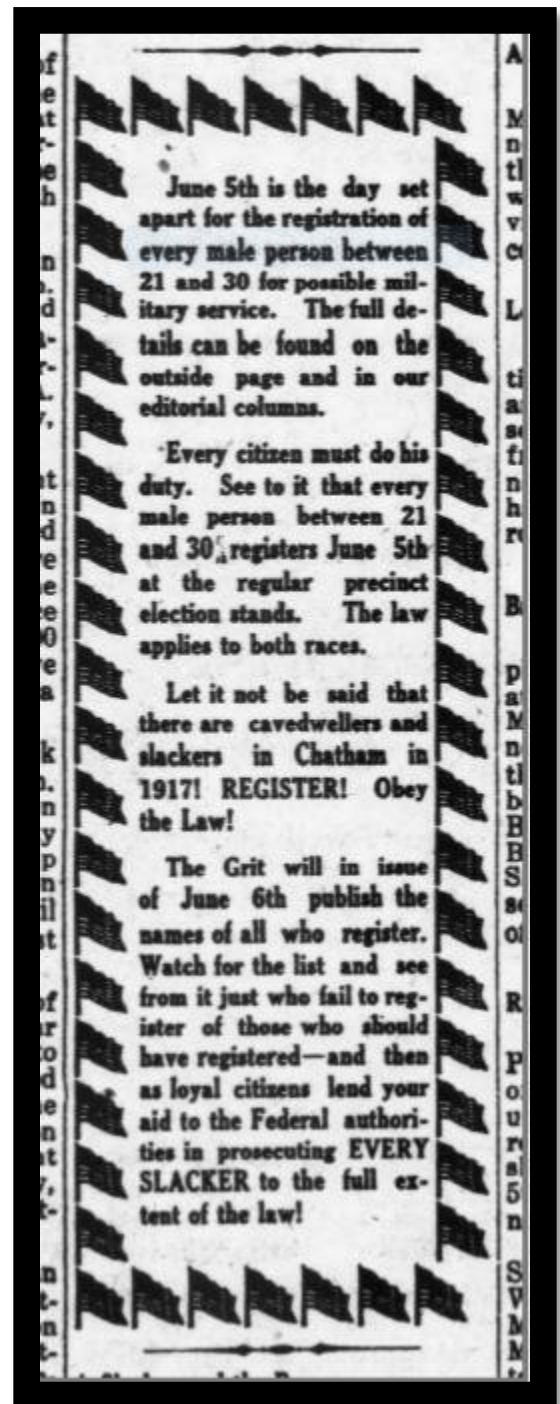 June 5th is the day set
apart for the registration of
every male person between
21 and 30 for possible mil-
itary service. The full de-
tails can be found on the
outside page and in our
editorial columns.
Every citizen must do his
duty. See to it that every
male person between 21
and 30, registers June 5th
at the regular precinct
election stands. The law
applies to both races.
Let it not be said that
there are cavedwellers and
slackers in Chatham in
1917! REGISTER! Obey
the Law!
The Grit will in issue
of June 6th publish the
names of all who register.
Watch for the list and see
from it just who fail to reg-
ister of those who should
have registered—and then
as loyal citizens lend your
aid to the Federal authori-
ties in prosecuting EVERY
SLACKER to the full ex-
tent of the law!